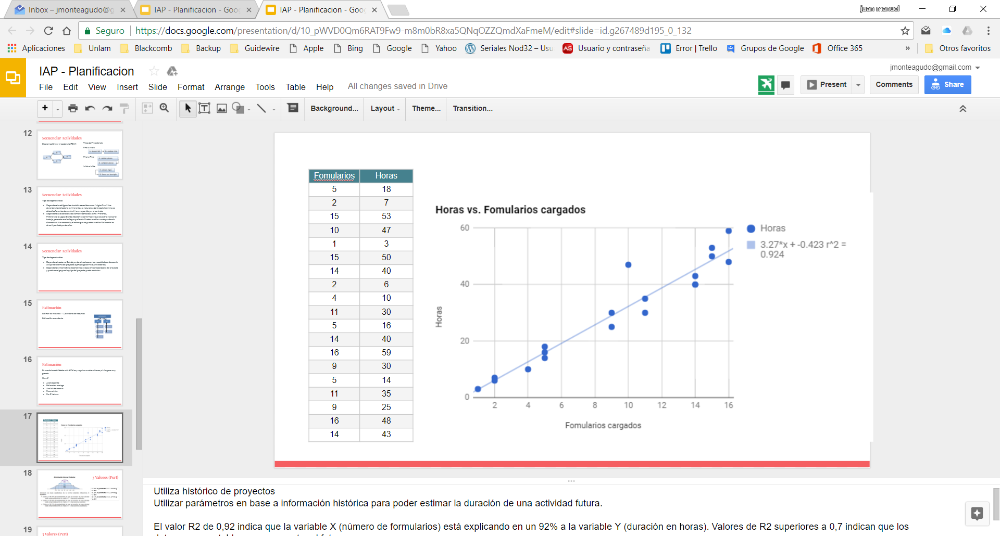 Inbox – jmonteagudo@g
IAP - Planificacion - Goo
IAP - Planificacion - Goo
juan manuel
Seguro
https://docs.google.com/presentation/d/10_pWVD0Qm6RAT9Fw9-m8m0bR8xa5QNqOZZQmdXaFmeM/edit#slide=id.g267489d195_0_132
Aplicaciones Unlam Blackcomb Backup Guidewire Apple Bing Google Yahoo Seriales Nod32 – Usu Usuario y contraseña Error | Trello Grupos de Google Office 365 » Otros favoritos
IAP - Planificacion
jmonteagudo@gmail.com
File Edit View Insert Slide Format Arrange Tools Table Help All changes saved in Drive
Present Comments Share
Background... Layout Theme... Transition...
12
Secuenciar Actividades
13
Secuenciar Actividades
Tipo de dependencias:
14
Secuenciar Actividades
Tipo de dependencias:
15
Estimación
16
Estimación
17
18
3 Valores (Pert)
19
3 Valores (Pert)
Fomularios Horas
5 18
2 7
15 53
10 47
1 3
15 50
14 40
2 6
4 10
11 30
5 16
14 40
16 59
9 30
5 14
11 35
9 25
16 48
14 43
Horas vs. Fomularios cargados
60
40
20
0
Horas
2 4 6 8 10 12 14 16
Fomularios cargados
Horas
3.27*x + -0.423 r^2 =
0.924
Utiliza histórico de proyectos
Utilizar parámetros en base a información histórica para poder estimar la duración de una actividad futura.
El valor R2 de 0,92 indica que la variable X (número de formularios) está explicando en un 92% a la variable Y (duración en horas). Valores de R2 superiores a 0,7 indican que los